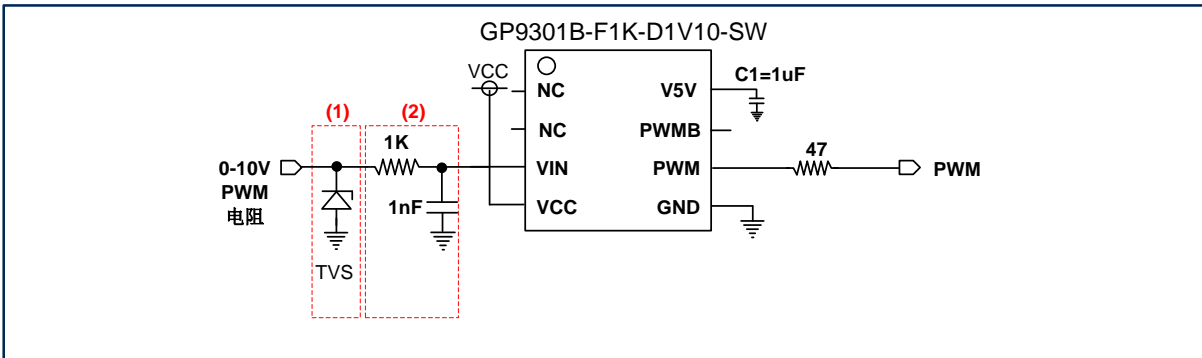 GP9301B-F1K-D1V10-SW
VCC
C1=1uF
NC
V5V
(1)
(2)
NC
PWMB
1K
47
0-10V
VIN
PWM
PWM
PWM
电阻
1nF
VCC
GND
TVS